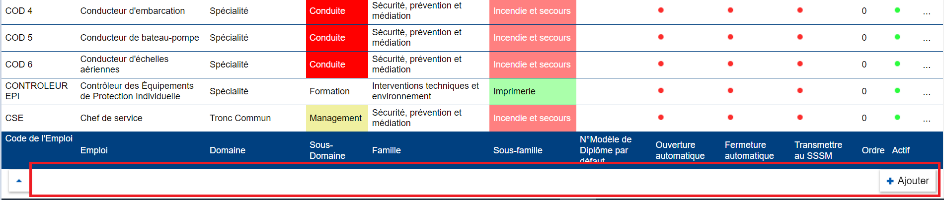 COD 4 Conducteur d'embarcation Spécialité Conduite Sécurité, prévention et médiation Incendie et secours 0 ...
COD 5 Conducteur de bateau-pompe Spécialité Conduite Sécurité, prévention et médiation Incendie et secours 0 ...
COD 6 Conducteur d'échelles aériennes Spécialité Conduite Sécurité, prévention et médiation Incendie et secours 0 ...
CONTROLEUR EPI Contrôleur des Équipements de Protection Individuelle Spécialité Formation Interventions techniques et environnement Imprimerie 0 ...
CSE Chef de service Tronc Commun Management Sécurité, prévention et médiation Incendie et secours 0 ...
Code de l'Emploi Emploi Domaine Sous-Domaine Famille Sous-famille N°Modèle de Diplôme par défaut Ouverture automatique Fermeture automatique Transmettre au SSSM Ordre Actif
+ Ajouter